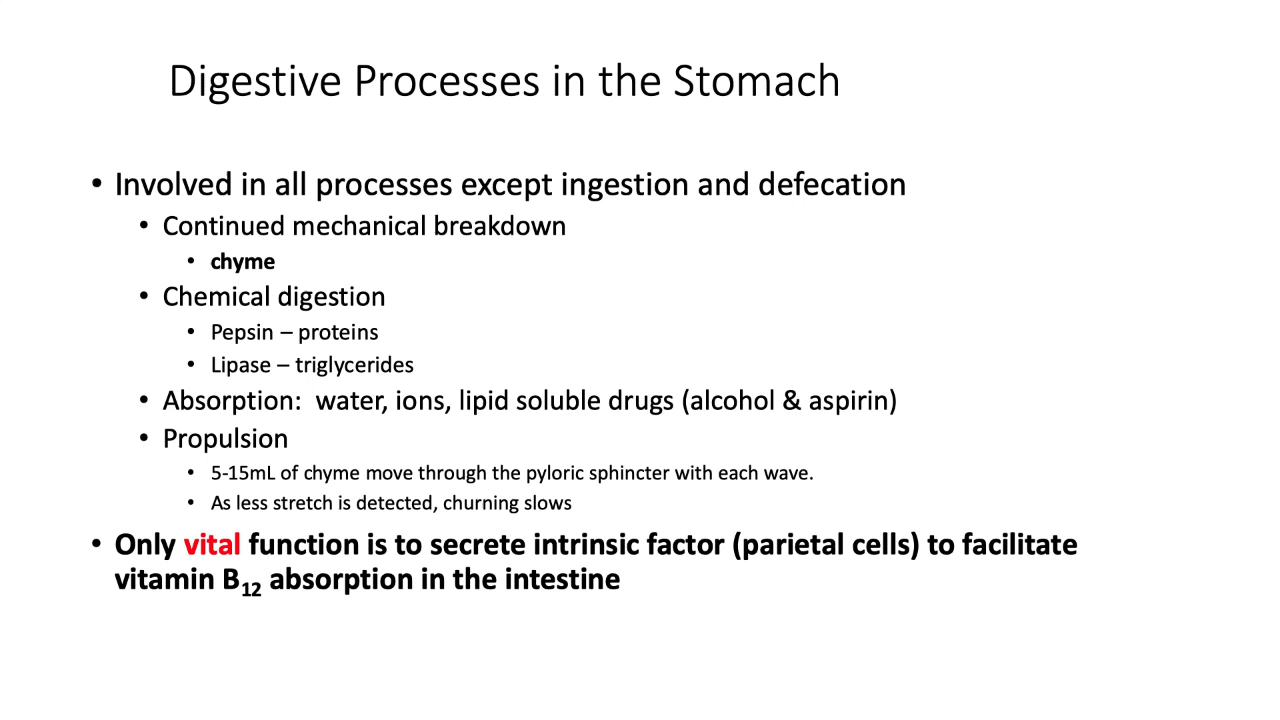 Digestive Processes in the Stomach
• Involved in all processes except ingestion and defecation
• Continued mechanical breakdown
• chyme
• Chemical digestion
• Pepsin – proteins
• Lipase – triglycerides
• Absorption:  water, ions, lipid soluble drugs (alcohol & aspirin)
• Propulsion
• 5-15mL of chyme move through the pyloric sphincter with each wave.
• As less stretch is detected, churning slows
• Only vital function is to secrete intrinsic factor (parietal cells) to facilitate
vitamin B₁₂ absorption in the intestine